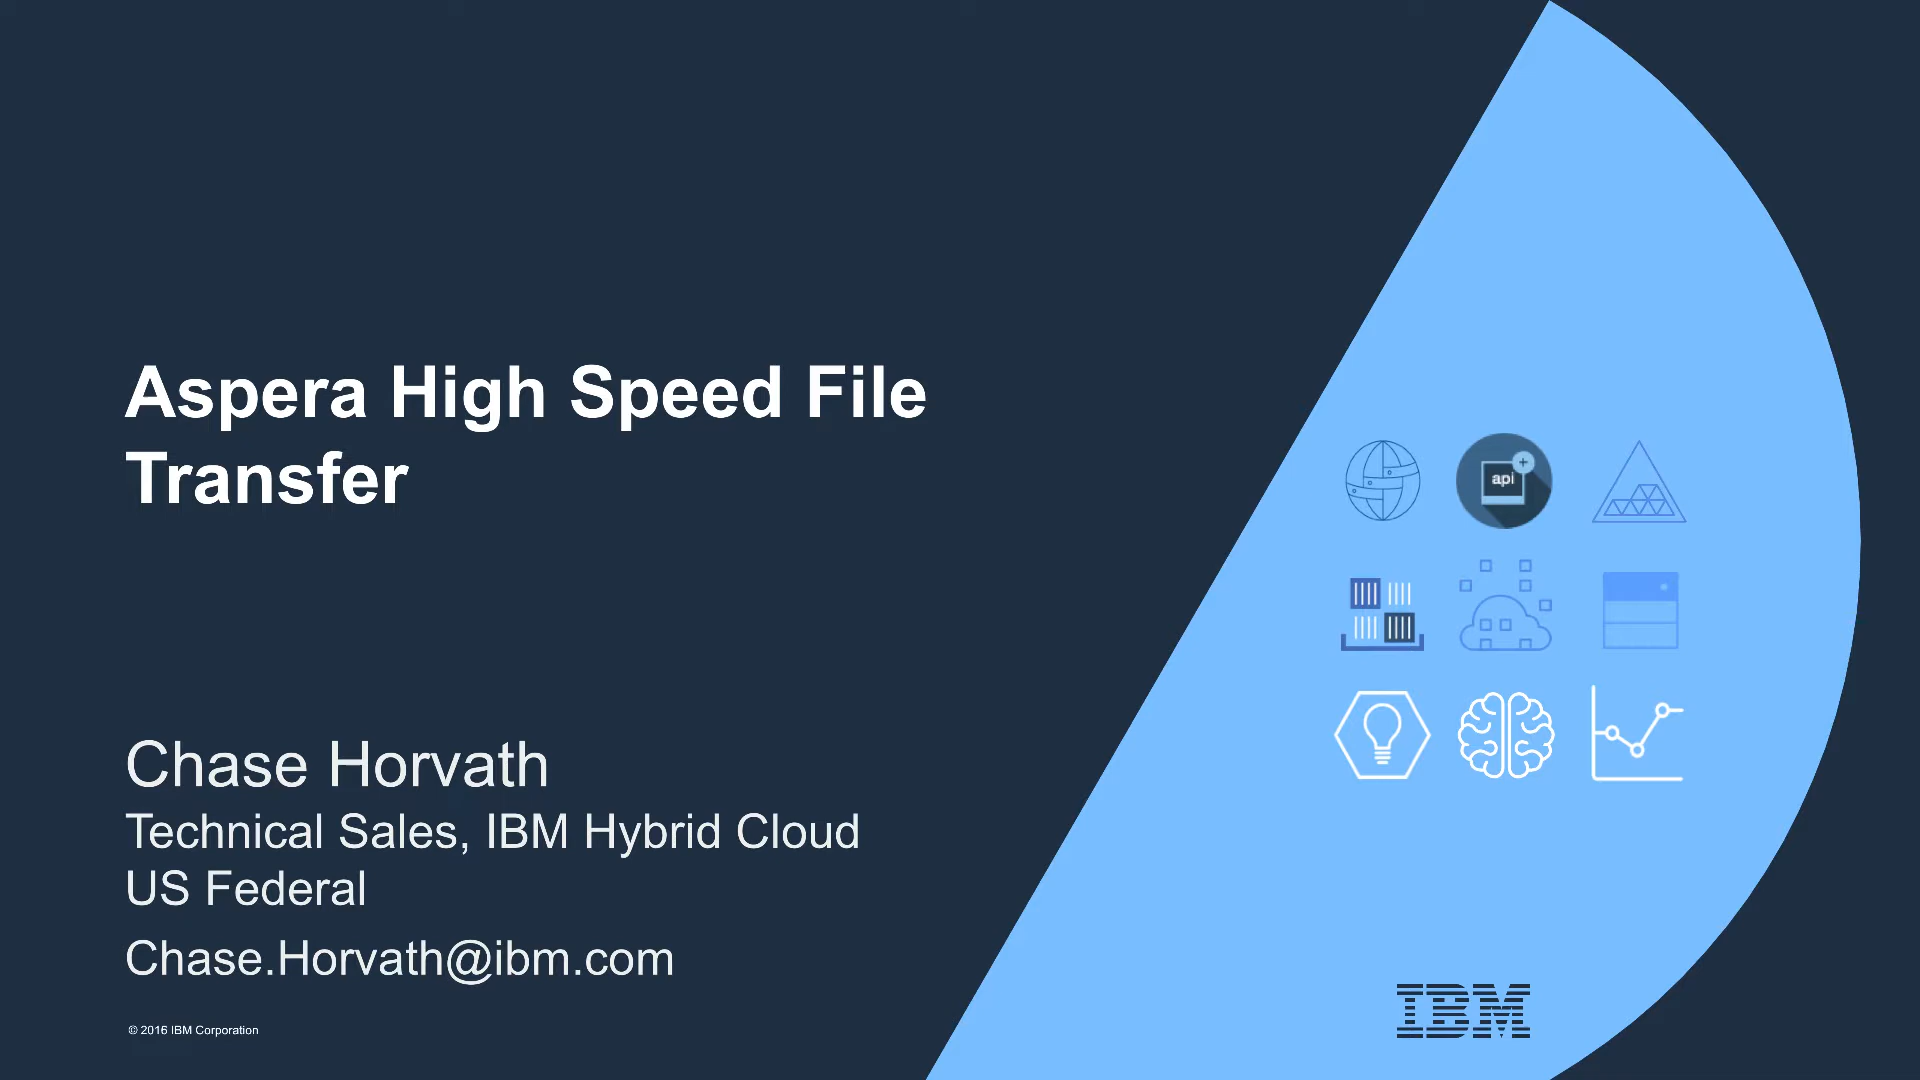 Aspera High Speed File
Transfer
api
Chase Horvath
Technical Sales, IBM Hybrid Cloud
US Federal
Chase.Horvath@ibm.com
© 2016 IBM Corporation
IBM